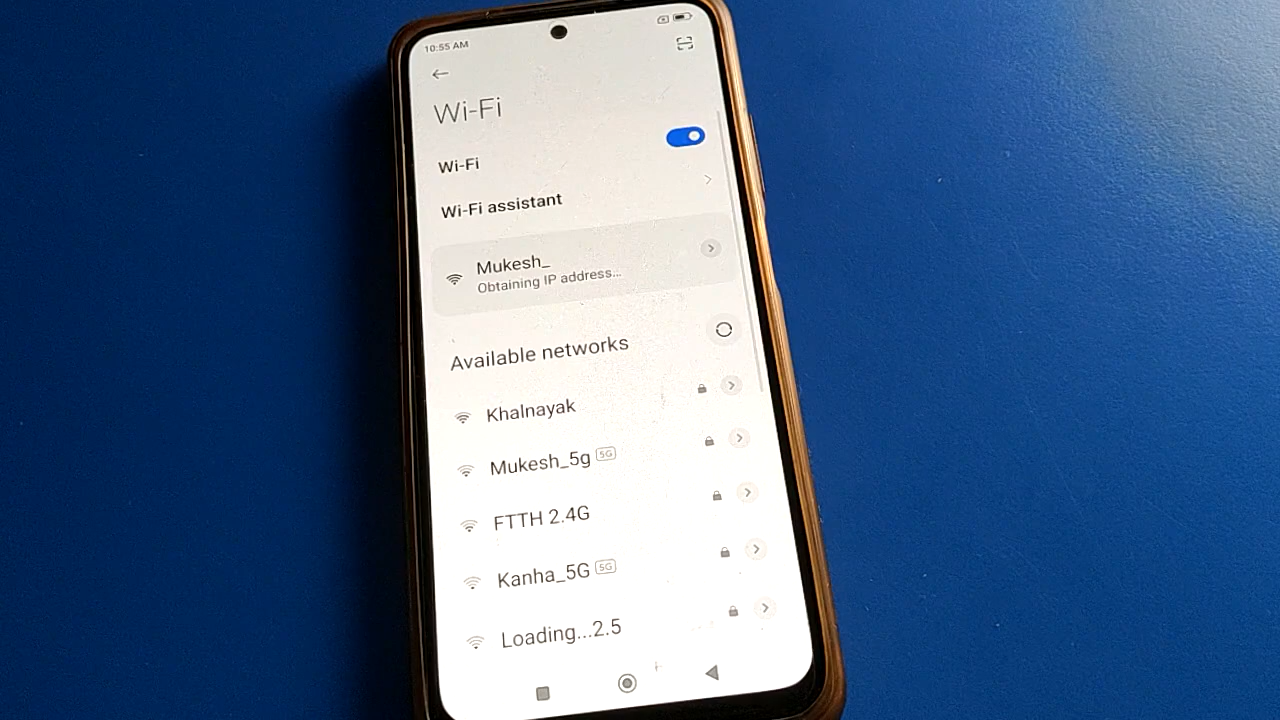 10:55 AM
Wi-Fi
Wi-Fi
Wi-Fi assistant
Mukesh_
Obtaining IP address...
Available networks
Khalnayak
Mukesh_5g 5G
FTTH 2.4G
Kanha_5G 5G
Loading...2.5